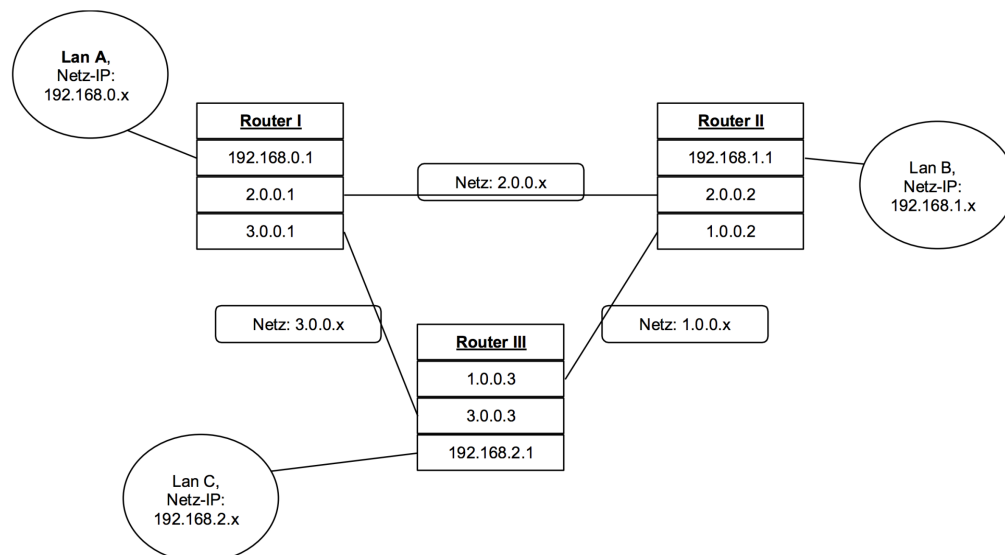 Lan A,
Netz-IP:
192.168.0.x
Router I
192.168.0.1
2.0.0.1
3.0.0.1
Netz: 2.0.0.x
Router II
192.168.1.1
2.0.0.2
1.0.0.2
Lan B,
Netz-IP:
192.168.1.x
Netz: 3.0.0.x
Netz: 1.0.0.x
Router III
1.0.0.3
3.0.0.3
192.168.2.1
Lan C,
Netz-IP:
192.168.2.x